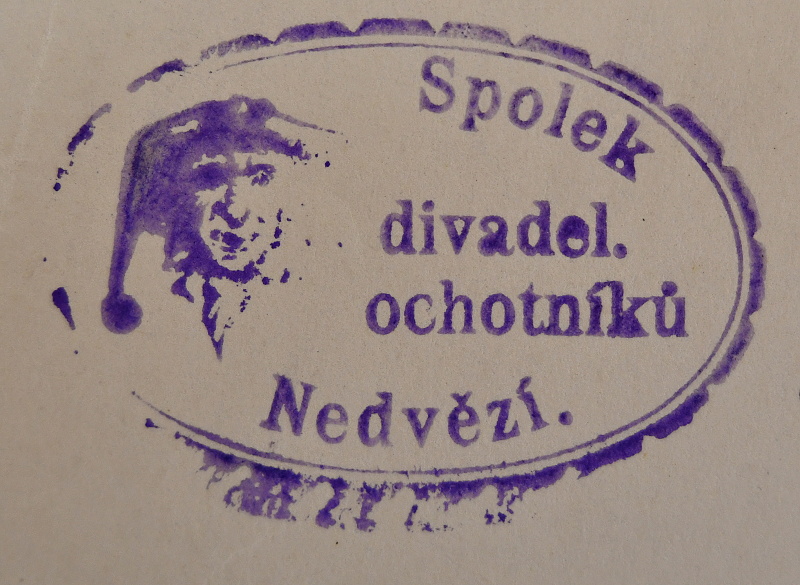 Spolek
divadel.
ochotníků
Nedvězí.